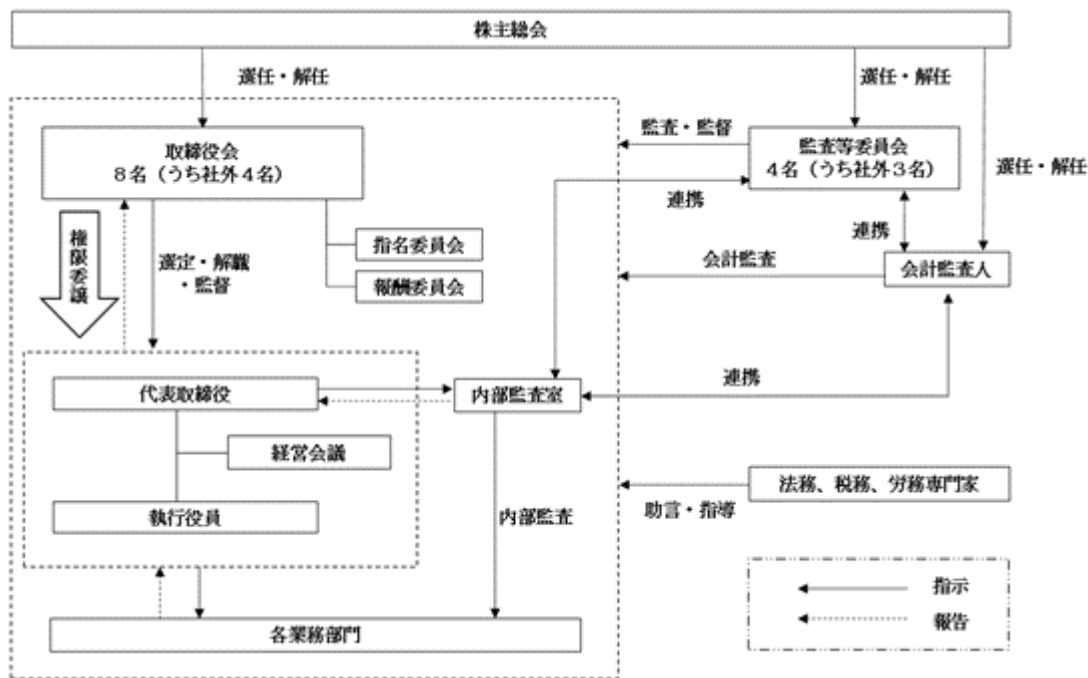 株主総会
選任・解任
選任・解任
選任・解任
取締役会
８名（うち社外４名）
監査・監督
監査等委員会
４名（うち社外３名）
連携
連携
権限委譲
選定・解職
・監督
指名委員会
報酬委員会
会計監査
会計監査人
代表取締役
内部監査室
連携
経営会議
執行役員
内部監査
法務、税務、労務専門家
助言・指導
各業務部門
指示
報告